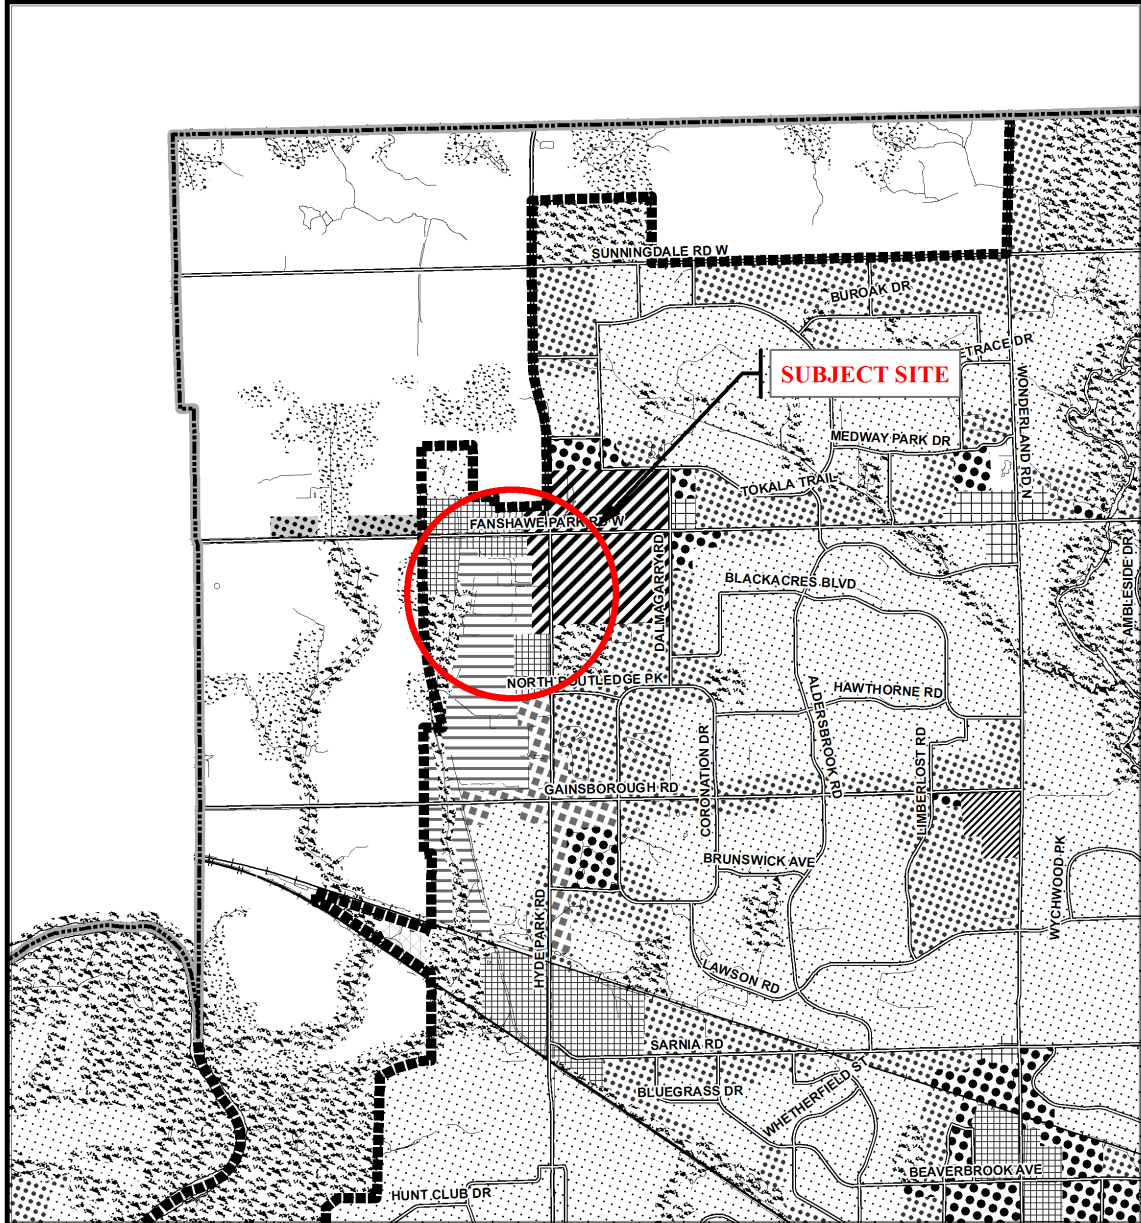 SUNNINGDALE RD W
BUROAK DR
ETRACE DR
SUBJECT SITE
WONDERLAND RD N
MEDWAY PARK DR
TOKALA TRAIL
FANSHAWE PARK RD W
DALMAGARRY RD
BLACKACRES BLVD
AMBLESIDE DR
NORTH ROUTLEDGE PK
HAWTHORNE RD
ALDERSBROOK RD
CORONATION DR
LIMBERLOST RD
GAINSBOROUGH RD
BRUNSWICK AVE
WYCHWOOD PK
HYDE PARK RD
LAWSON RD
SARNIA RD
BLUEGRASS DR
WHETHERFIELD ST
BEAVERBROOK AVE
HUNT CLUB DR